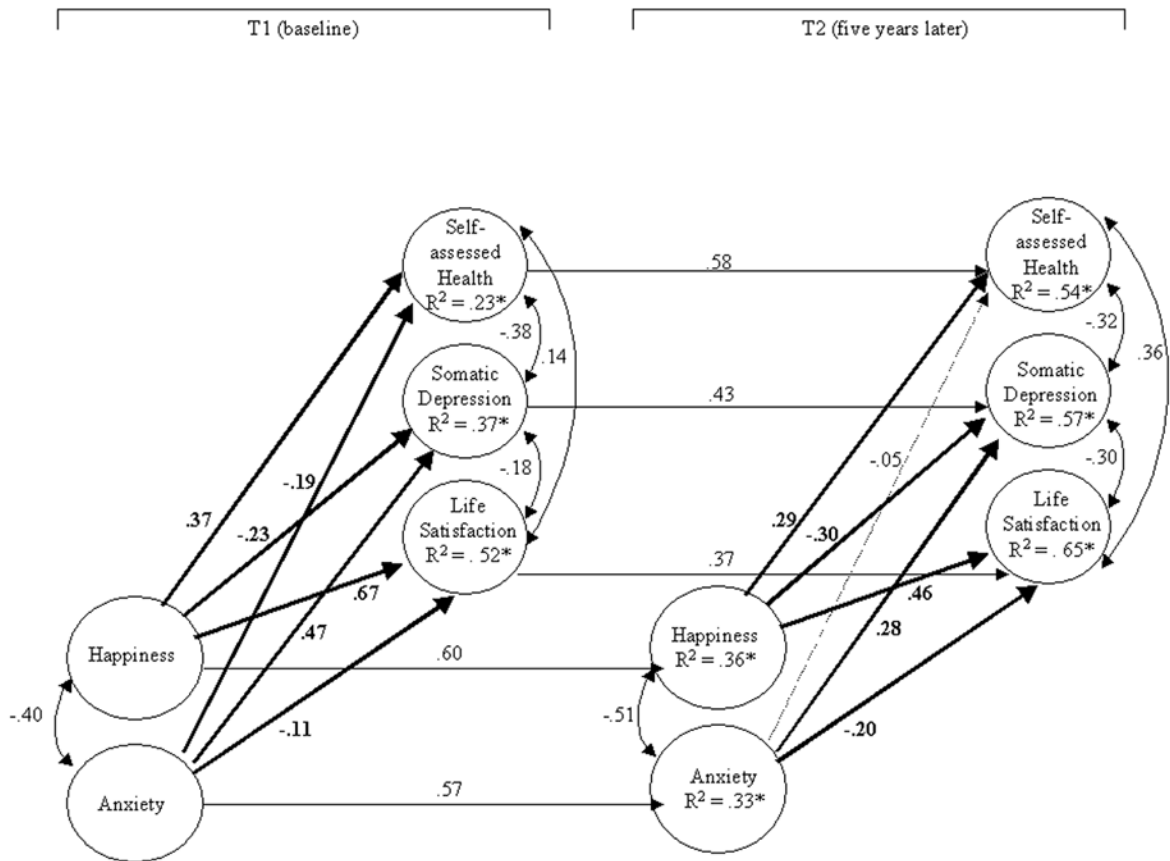 T1 (baseline)
T2 (five years later)
Self-
assessed
Health
R² = .23*
Somatic
Depression
R² = .37*
Life
Satisfaction
R² = . 52*
Happiness
Anxiety
.37
-.19
-.23
.67
.47
-.11
-.40
-.38
.14
-.18
.58
.43
.37
.60
.57
Self-
assessed
Health
R² = .54*
Somatic
Depression
R² = .57*
Life
Satisfaction
R² = . 65*
Happiness
R² = .36*
Anxiety
R² = .33*
-.05
.29
-.30
.46
.28
-.20
-.51
-.32
.36
-.30